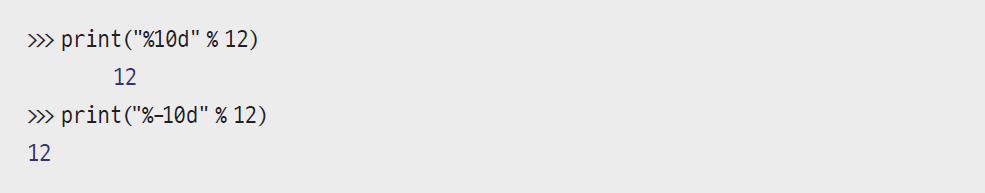 >>> print("%10d" % 12)
        12
>>> print("%-10d" % 12)
12